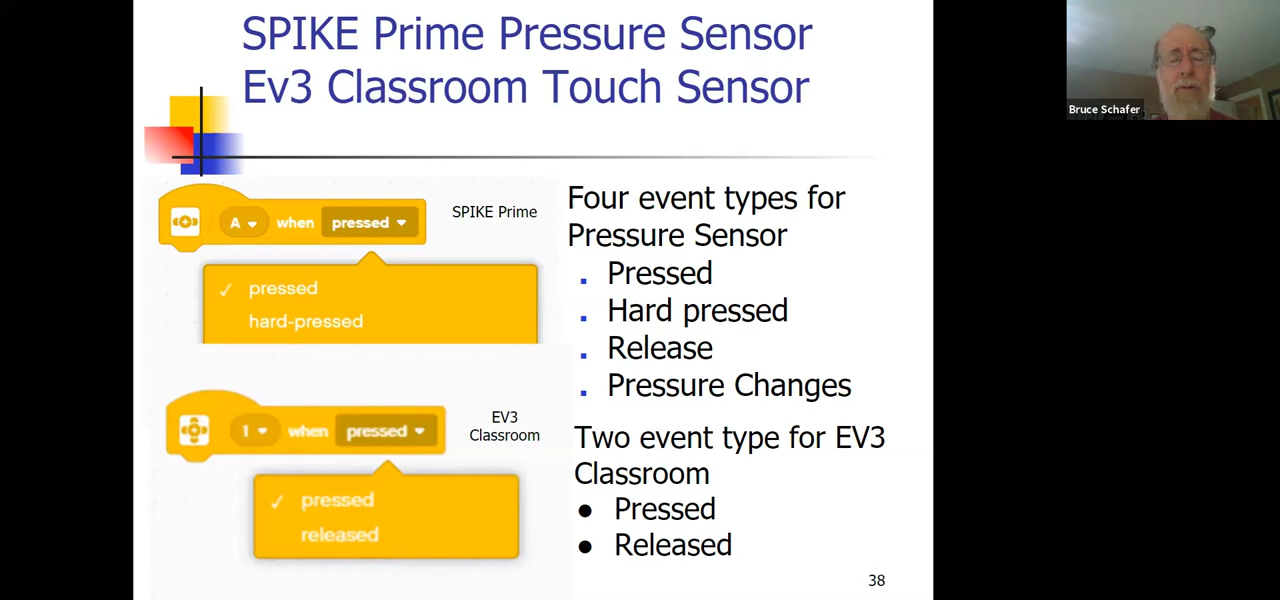 SPIKE Prime Pressure Sensor
Ev3 Classroom Touch Sensor
Bruce Schafer
A when pressed
SPIKE Prime
pressed
hard-pressed
Four event types for
Pressure Sensor
Pressed
Hard pressed
Release
Pressure Changes
1 when pressed
EV3
Classroom
pressed
released
Two event type for EV3
Classroom
Pressed
Released
38